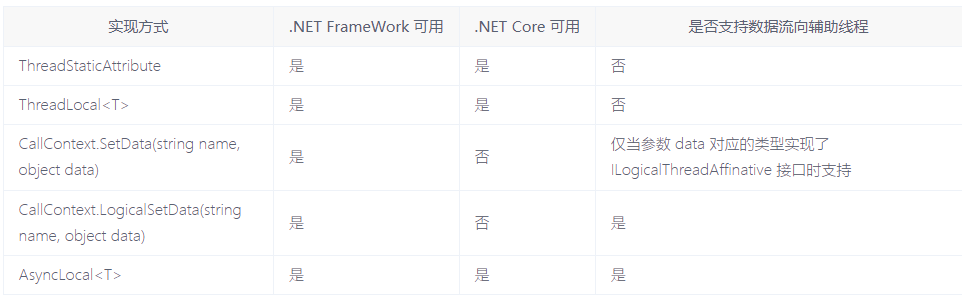 实现方式 .NET FrameWork 可用 .NET Core 可用 是否支持数据流向辅助线程
ThreadStaticAttribute 是 是 否
ThreadLocal<T> 是 是 否
CallContext.SetData(string name,
object data) 是 否 仅当参数 data 对应的类型实现了
ILogicalThreadAffinative 接口时支持
CallContext.LogicalSetData(string
name, object data) 是 否 是
AsyncLocal<T> 是 是 是